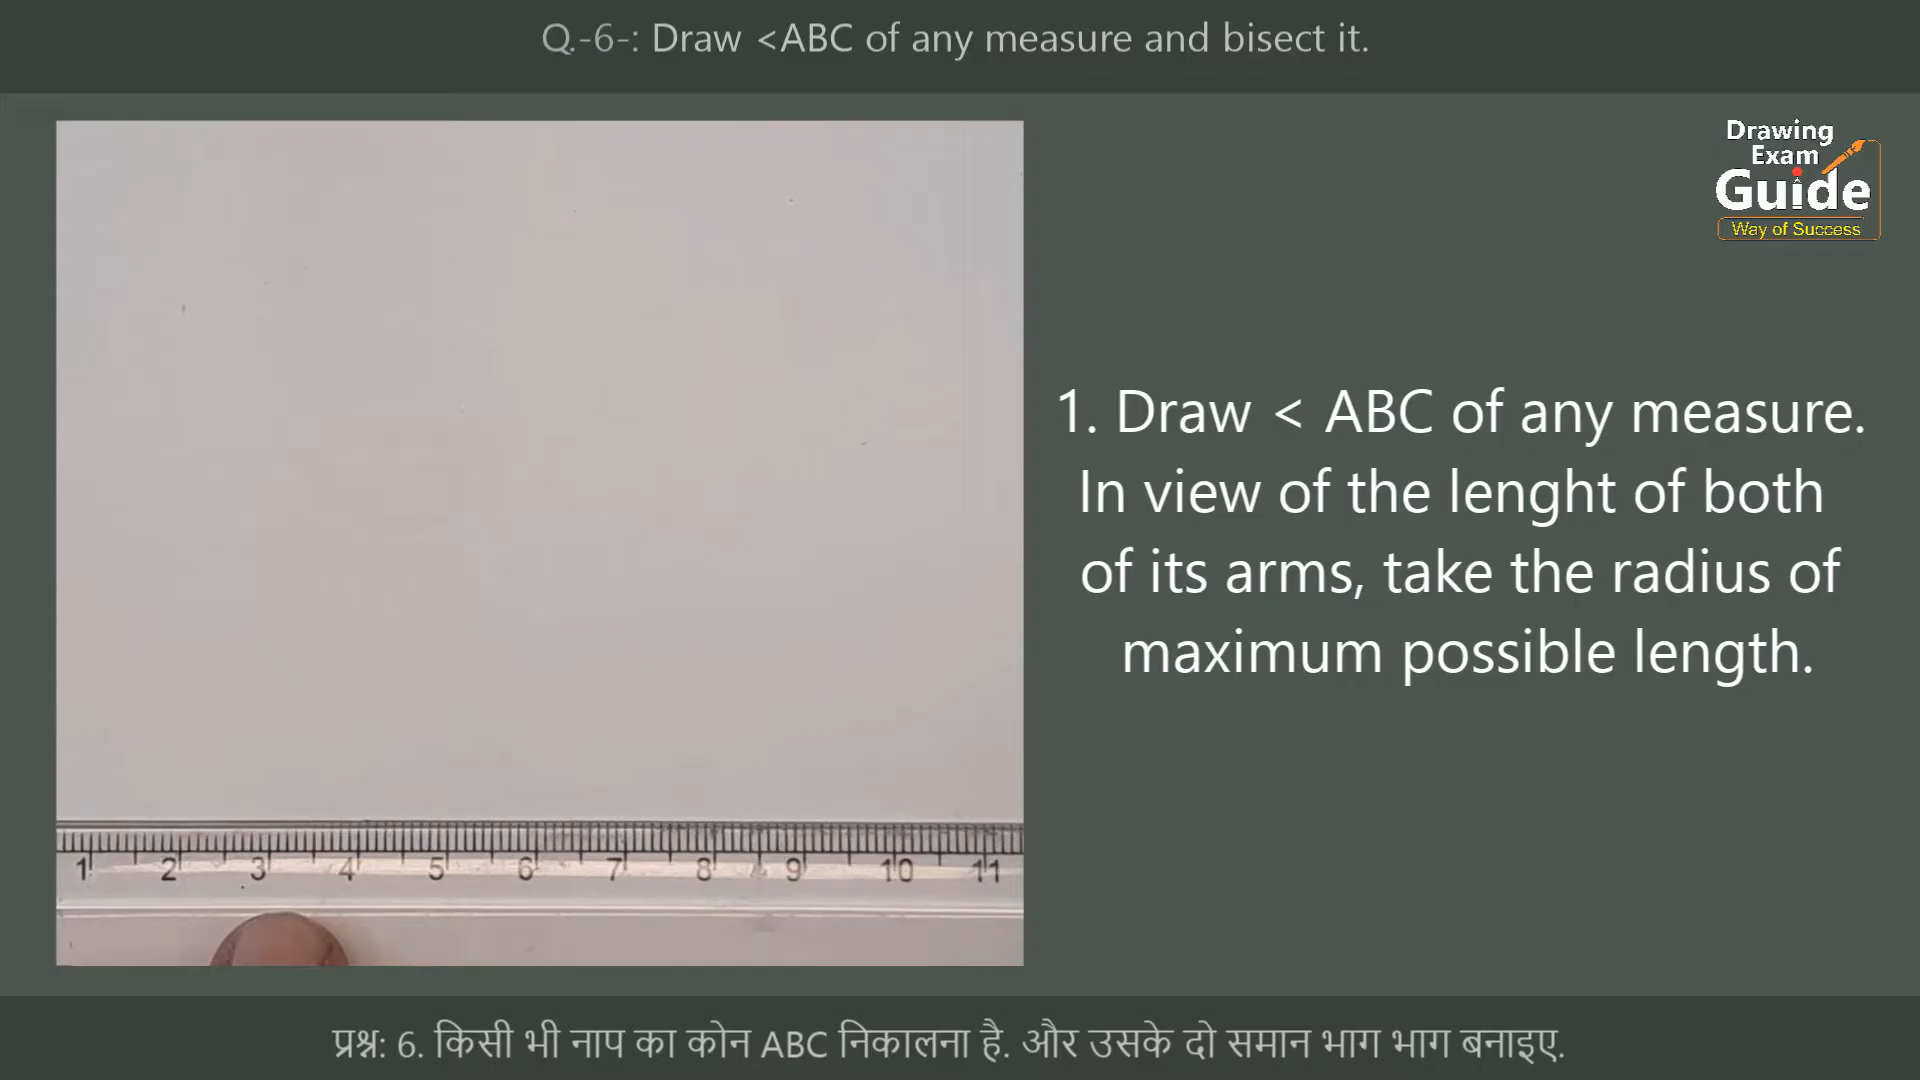 Q.-6-: Draw <ABC of any measure and bisect it.
Drawing
Exam
Guide
Way of Success
1. Draw < ABC of any measure.
In view of the lenght of both
of its arms, take the radius of
maximum possible length.
1 2 3 4 5 6 7 8 9 10 11
प्रश्न: 6. किसी भी नाप का कोन ABC निकालना है. और उसके दो समान भाग भाग बनाइए.